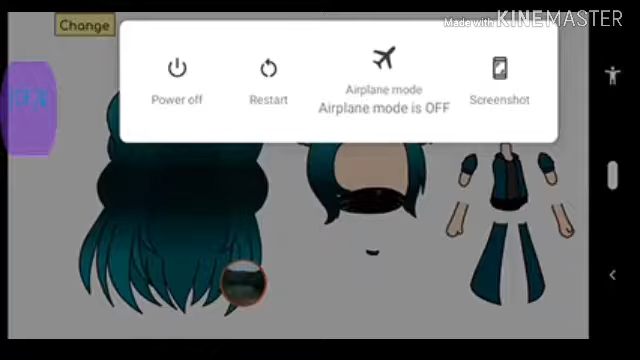 Change
Made with KINEMASTER
Power off
Restart
Airplane mode
Airplane mode is OFF
Screenshot